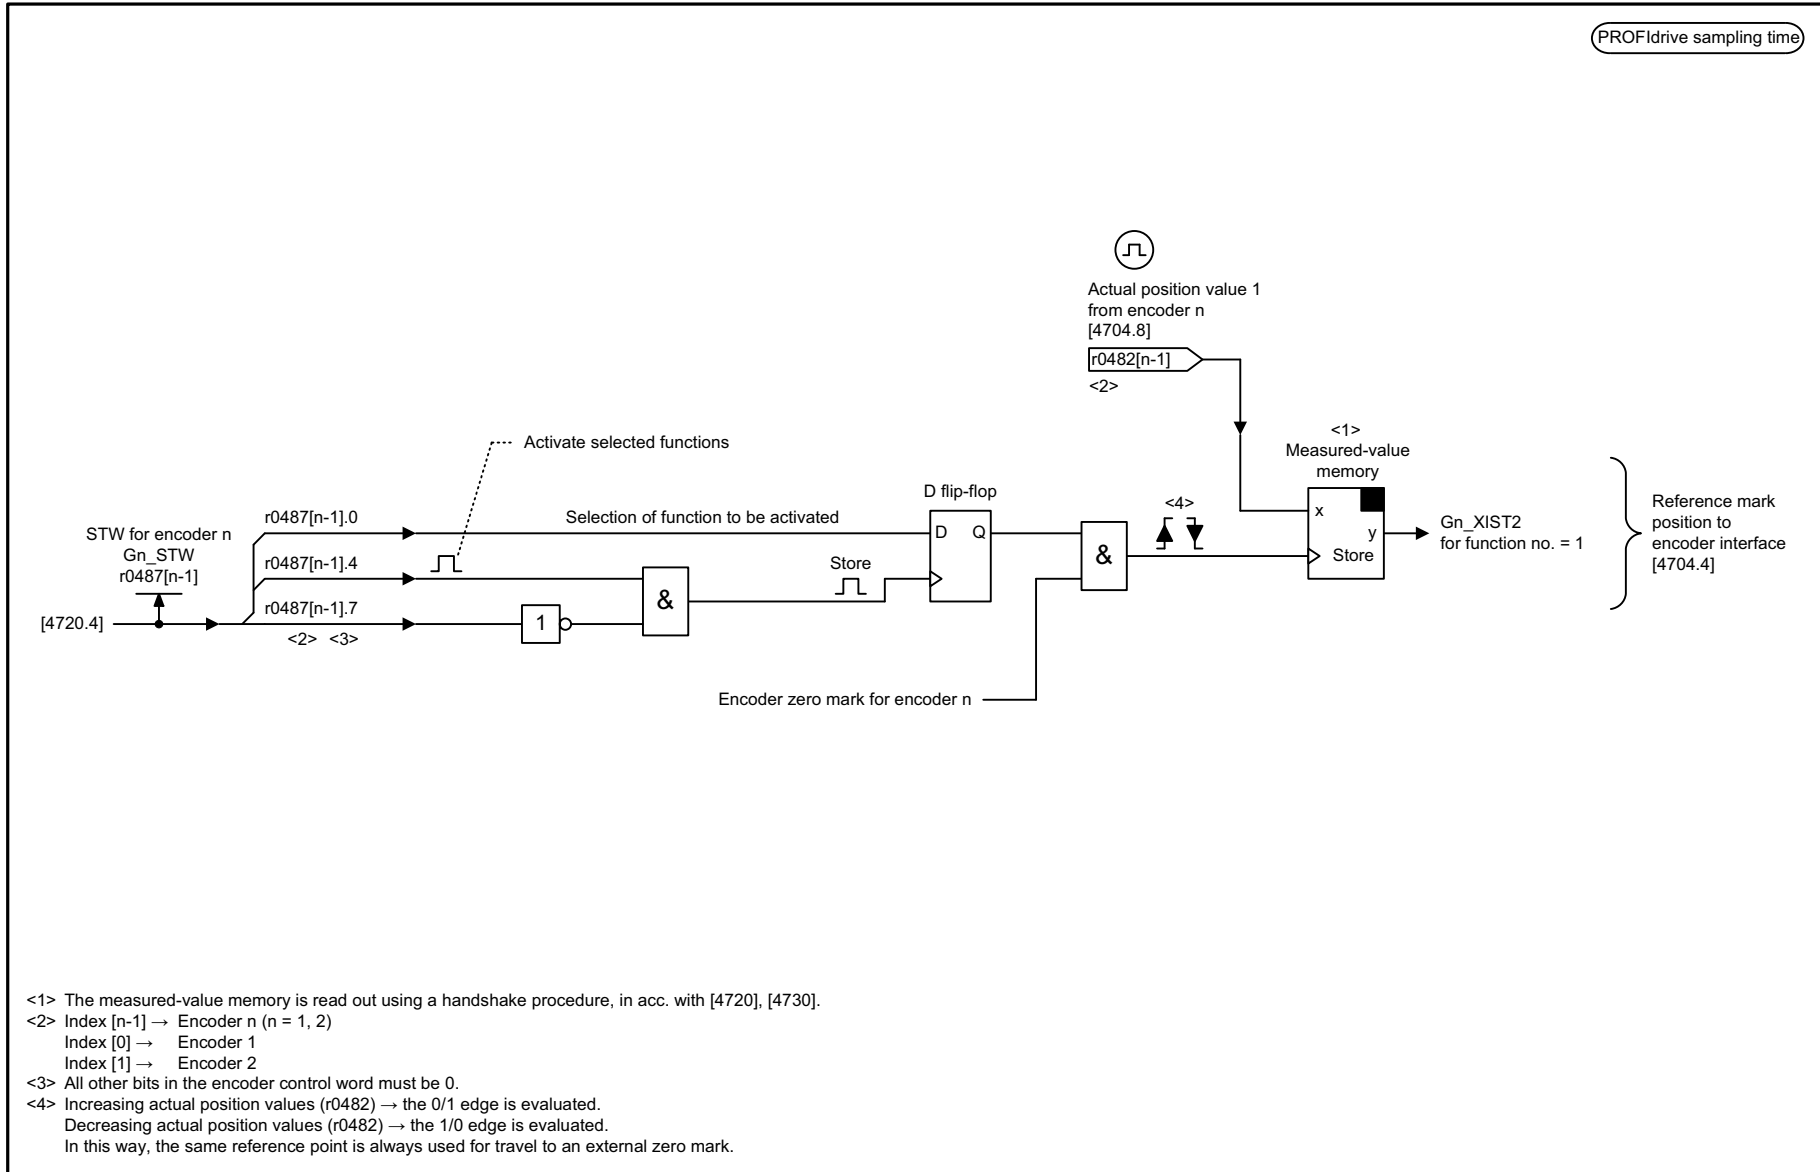 PROFIdrive sampling time
Actual position value 1
from encoder n
[4704.8]
r0482[n-1]
<2>
Activate selected functions
<1>
Measured-value
memory
D flip-flop
<4>
x
y
Store
Gn_XIST2
for function no. = 1
Reference mark
position to
encoder interface
[4704.4]
STW for encoder n
Gn_STW
r0487[n-1]
[4720.4]
r0487[n-1].0
Selection of function to be activated
D Q
r0487[n-1].4
Store
&
&
r0487[n-1].7
<2> <3>
1
Encoder zero mark for encoder n
<1> The measured-value memory is read out using a handshake procedure, in acc. with [4720], [4730].
<2> Index [n-1] → Encoder n (n = 1, 2)
Index [0] → Encoder 1
Index [1] → Encoder 2
<3> All other bits in the encoder control word must be 0.
<4> Increasing actual position values (r0482) → the 0/1 edge is evaluated.
Decreasing actual position values (r0482) → the 1/0 edge is evaluated.
In this way, the same reference point is always used for travel to an external zero mark.